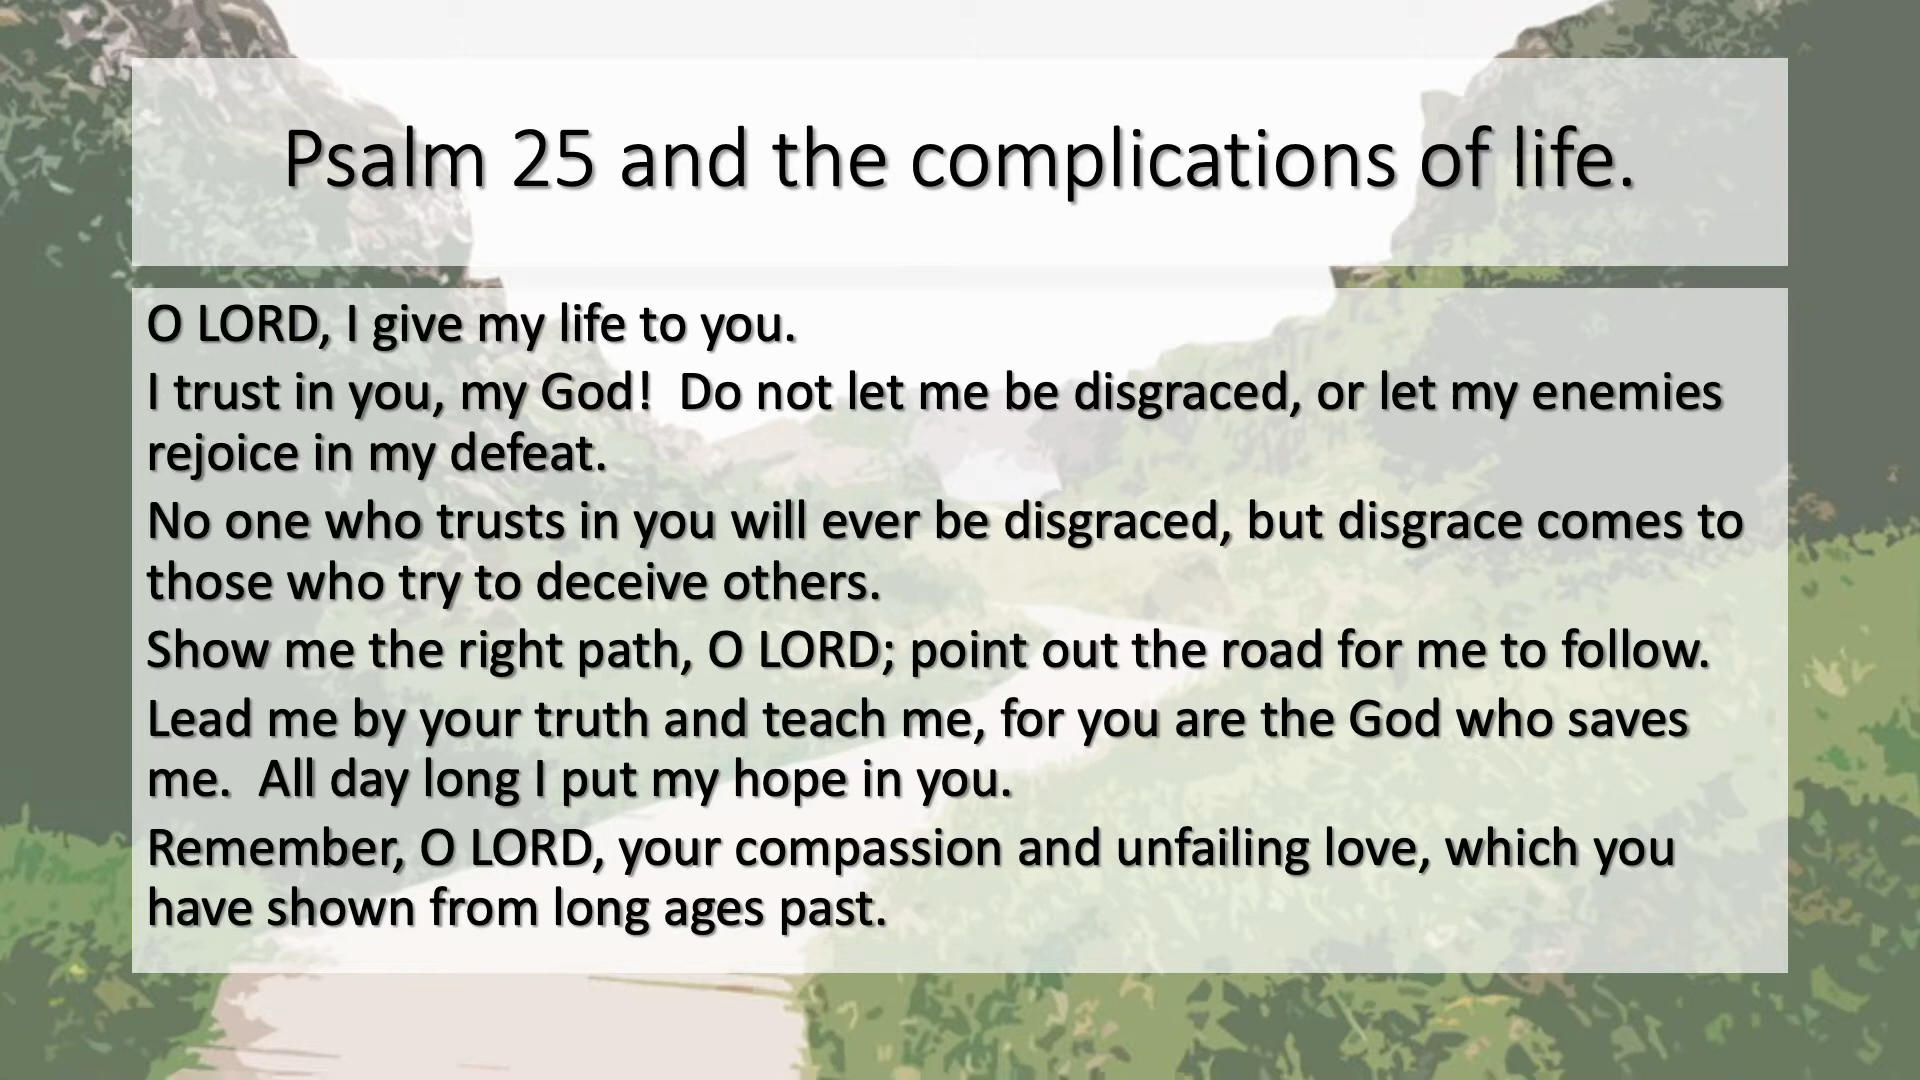 Psalm 25 and the complications of life.
O LORD, I give my life to you.
I trust in you, my God!  Do not let me be disgraced, or let my enemies
rejoice in my defeat.
No one who trusts in you will ever be disgraced, but disgrace comes to
those who try to deceive others.
Show me the right path, O LORD; point out the road for me to follow.
Lead me by your truth and teach me, for you are the God who saves
me.  All day long I put my hope in you.
Remember, O LORD, your compassion and unfailing love, which you
have shown from long ages past.